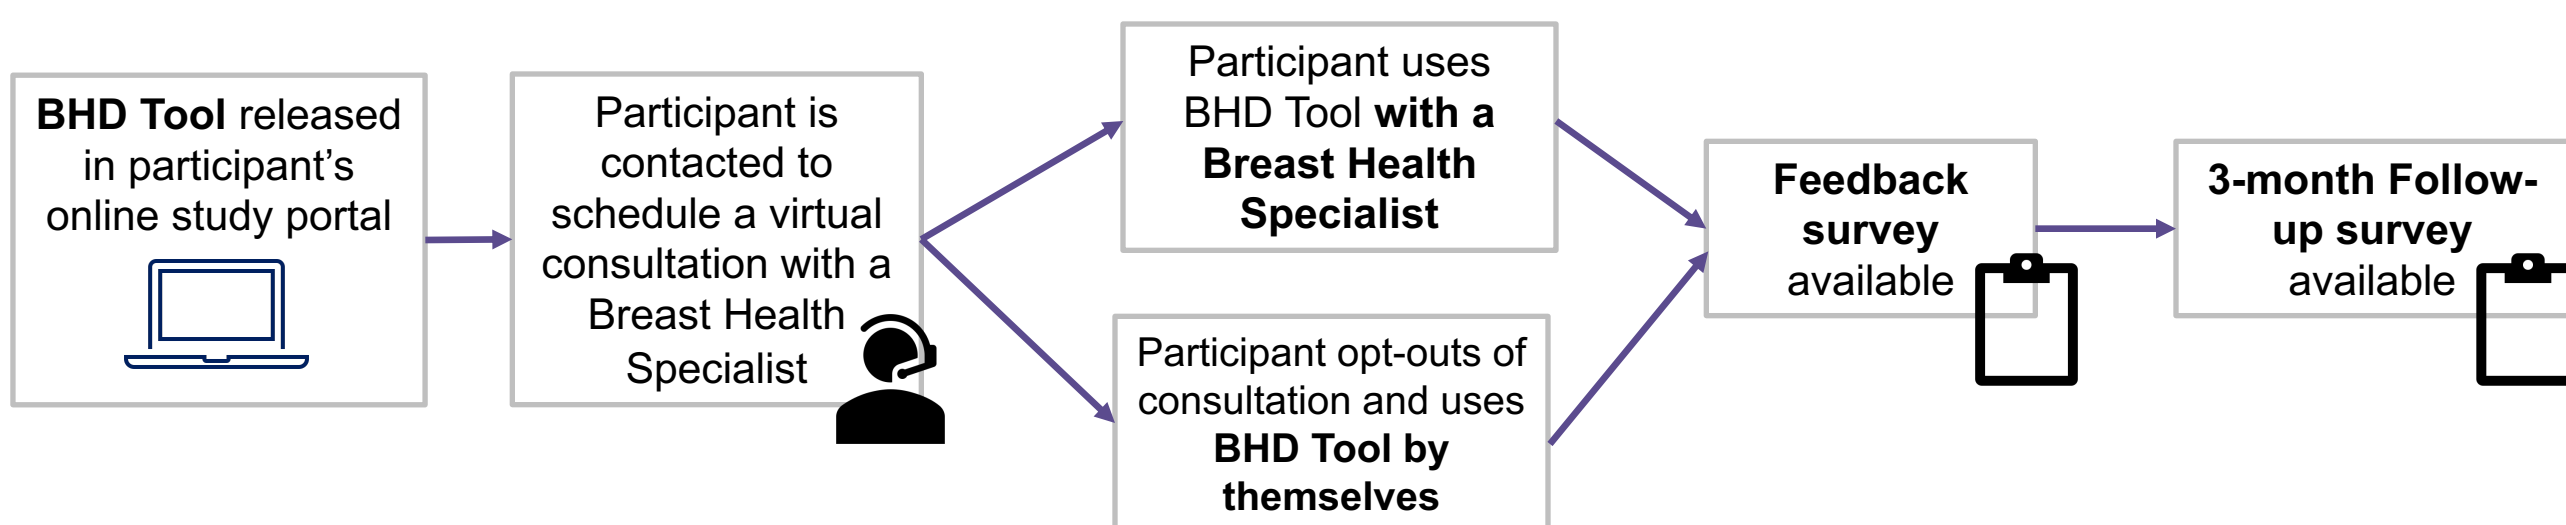 BHD Tool released
in participant’s
online study portal
Participant is
contacted to
schedule a virtual
consultation with a
Breast Health
Specialist
Participant uses
BHD Tool with a
Breast Health
Specialist
Participant opt-outs of
consultation and uses
BHD Tool by
themselves
Feedback
survey
available
3-month Follow-
up survey
available